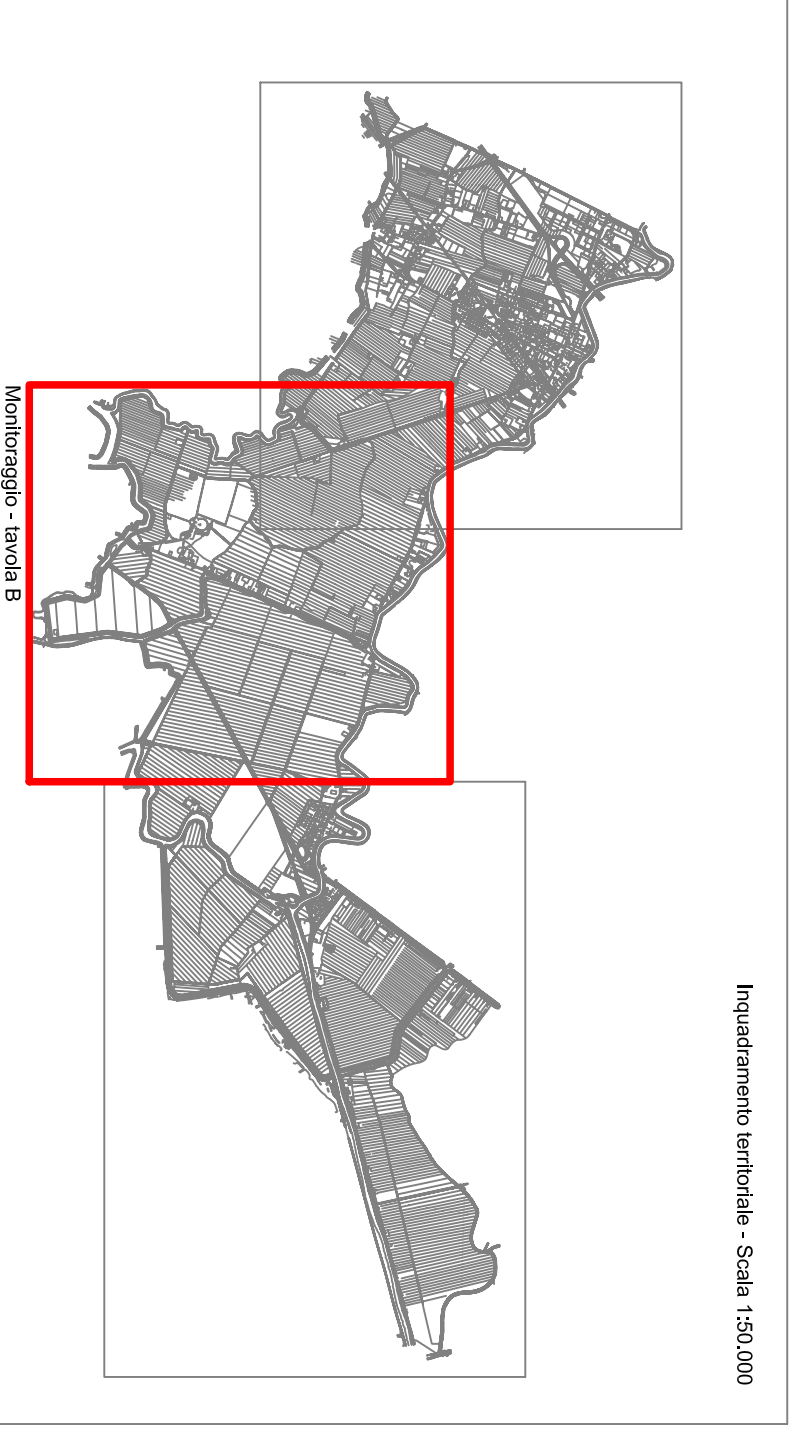 Inquadramento territoriale - Scala 1:50.000
Monitoraggio - tavola B